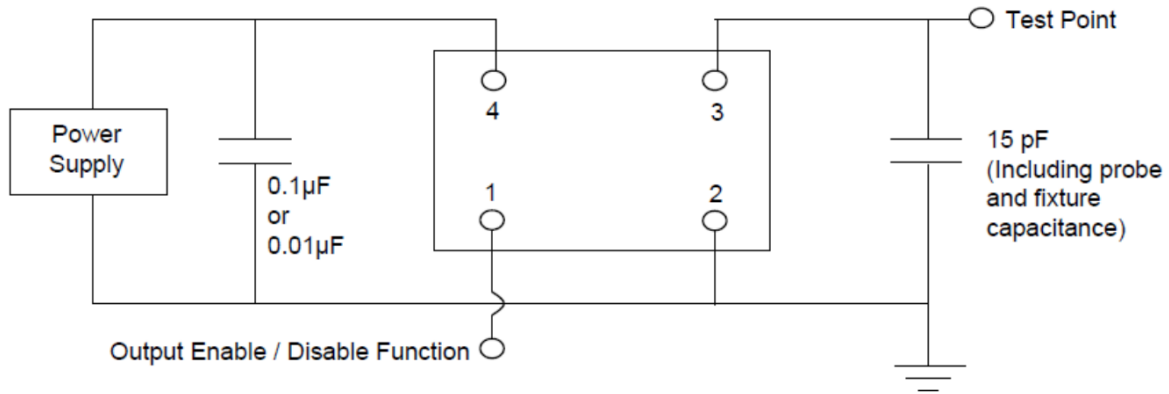 Test Point
Power
Supply
4
3
15 pF
(Including probe
and fixture
capacitance)
0.1µF
or
0.01µF
1
2
Output Enable / Disable Function